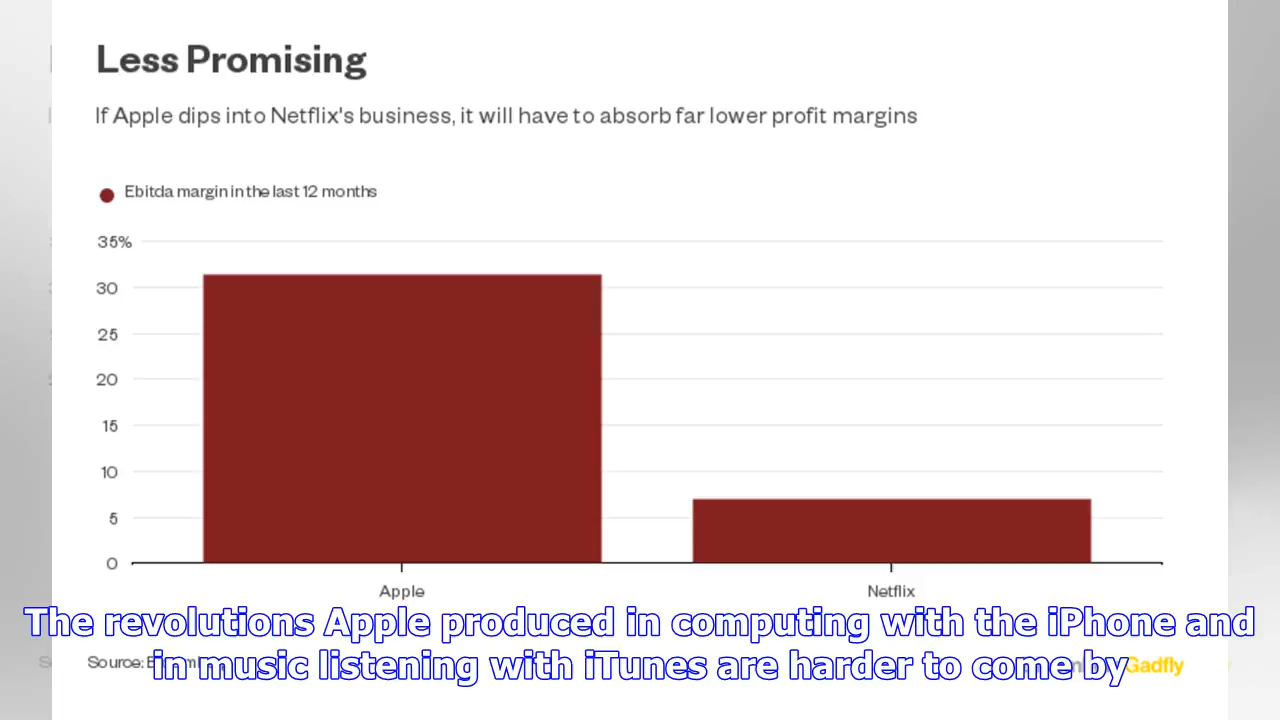 Less Promising
If Apple dips into Netflix's business, it will have to absorb far lower profit margins
Ebitda margin in the last 12 months
35%
30
25
20
15
10
5
0
Apple
Netflix
The revolutions Apple produced in computing with the iPhone and
Source:
in music listening with iTunes are harder to come by
Gadfly